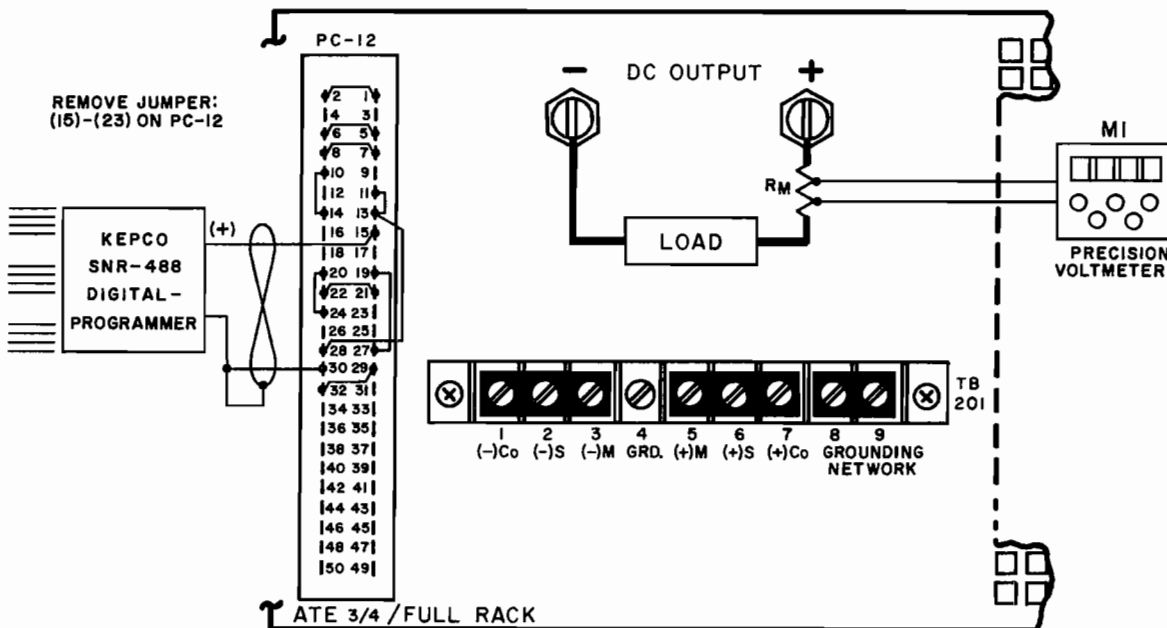 PC-12
REMOVE JUMPER:
(15)-(23) ON PC-12
− DC OUTPUT +
M1
2 1
4 3
6 5
8 7
10 9
12 11
14 13
16 15
18 17
20 19
22 21
24 23
26 25
28 27
30 29
32 31
34 33
36 35
38 37
40 39
42 41
44 43
46 45
48 47
50 49
(+)
KEPCO
SNR-488
DIGITAL-
PROGRAMMER
RM
LOAD
PRECISION
VOLTMETER
TB
201
1 2 3 4 5 6 7 8 9
(-)Co (-)S (-)M GRD. (+)M (+)S (+)Co GROUNDING
NETWORK
ATE 3/4 / FULL RACK